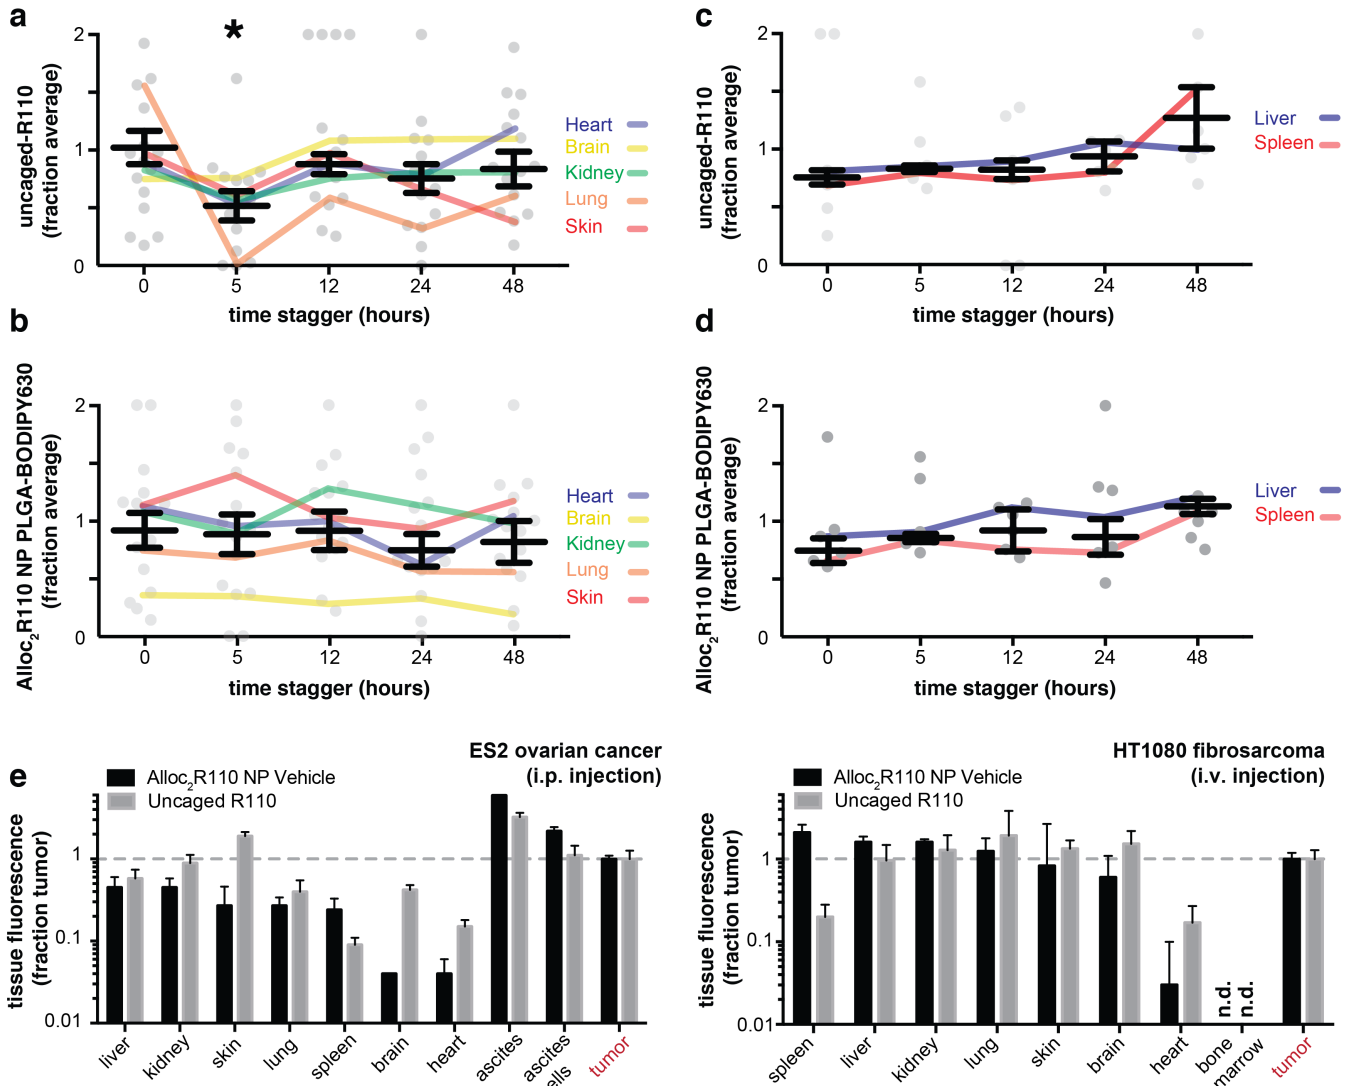 a
uncaged-R110
(fraction average)
2
1
0
*
0 5 12 24 48
time stagger (hours)
Heart
Brain
Kidney
Lung
Skin
c
uncaged-R110
(fraction average)
2
1
0
0 5 12 24 48
time stagger (hours)
Liver
Spleen
b
Alloc2R110 NP PLGA-BODIPY630
(fraction average)
2
1
0
0 5 12 24 48
time stagger (hours)
Heart
Brain
Kidney
Lung
Skin
d
Alloc2R110 NP PLGA-BODIPY630
(fraction average)
2
1
0
0 5 12 24 48
time stagger (hours)
Liver
Spleen
e
ES2 ovarian cancer
(i.p. injection)
Alloc2R110 NP Vehicle
Uncaged R110
tissue fluorescence
(fraction tumor)
1
0.1
0.01
liver
kidney
skin
lung
spleen
brain
heart
ascites
ascites
ells
tumor
HT1080 fibrosarcoma
(i.v. injection)
Alloc2R110 NP Vehicle
Uncaged R110
tissue fluorescence
(fraction tumor)
1
0.1
0.01
n.d.
n.d.
spleen
liver
kidney
lung
skin
brain
heart
bone
marrow
tumor